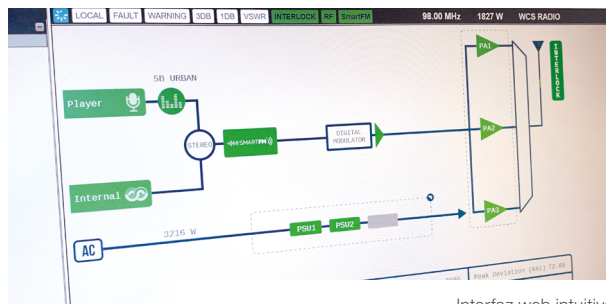 LOCAL FAULT WARNING 3DB 1DB VSWR INTERLOCK RF SmartFM 98.00 MHz 1827 W WCS RADIO
PA1
INTERLOCK
5B URBAN
Player
STEREO
SMARTFM
DIGITAL
MODULATOR
PA2
Internal
PA3
3216 W
PSU1 PSU2
AC
Peak Deviation (kHz) 72.60
Interfaz web intuitiv